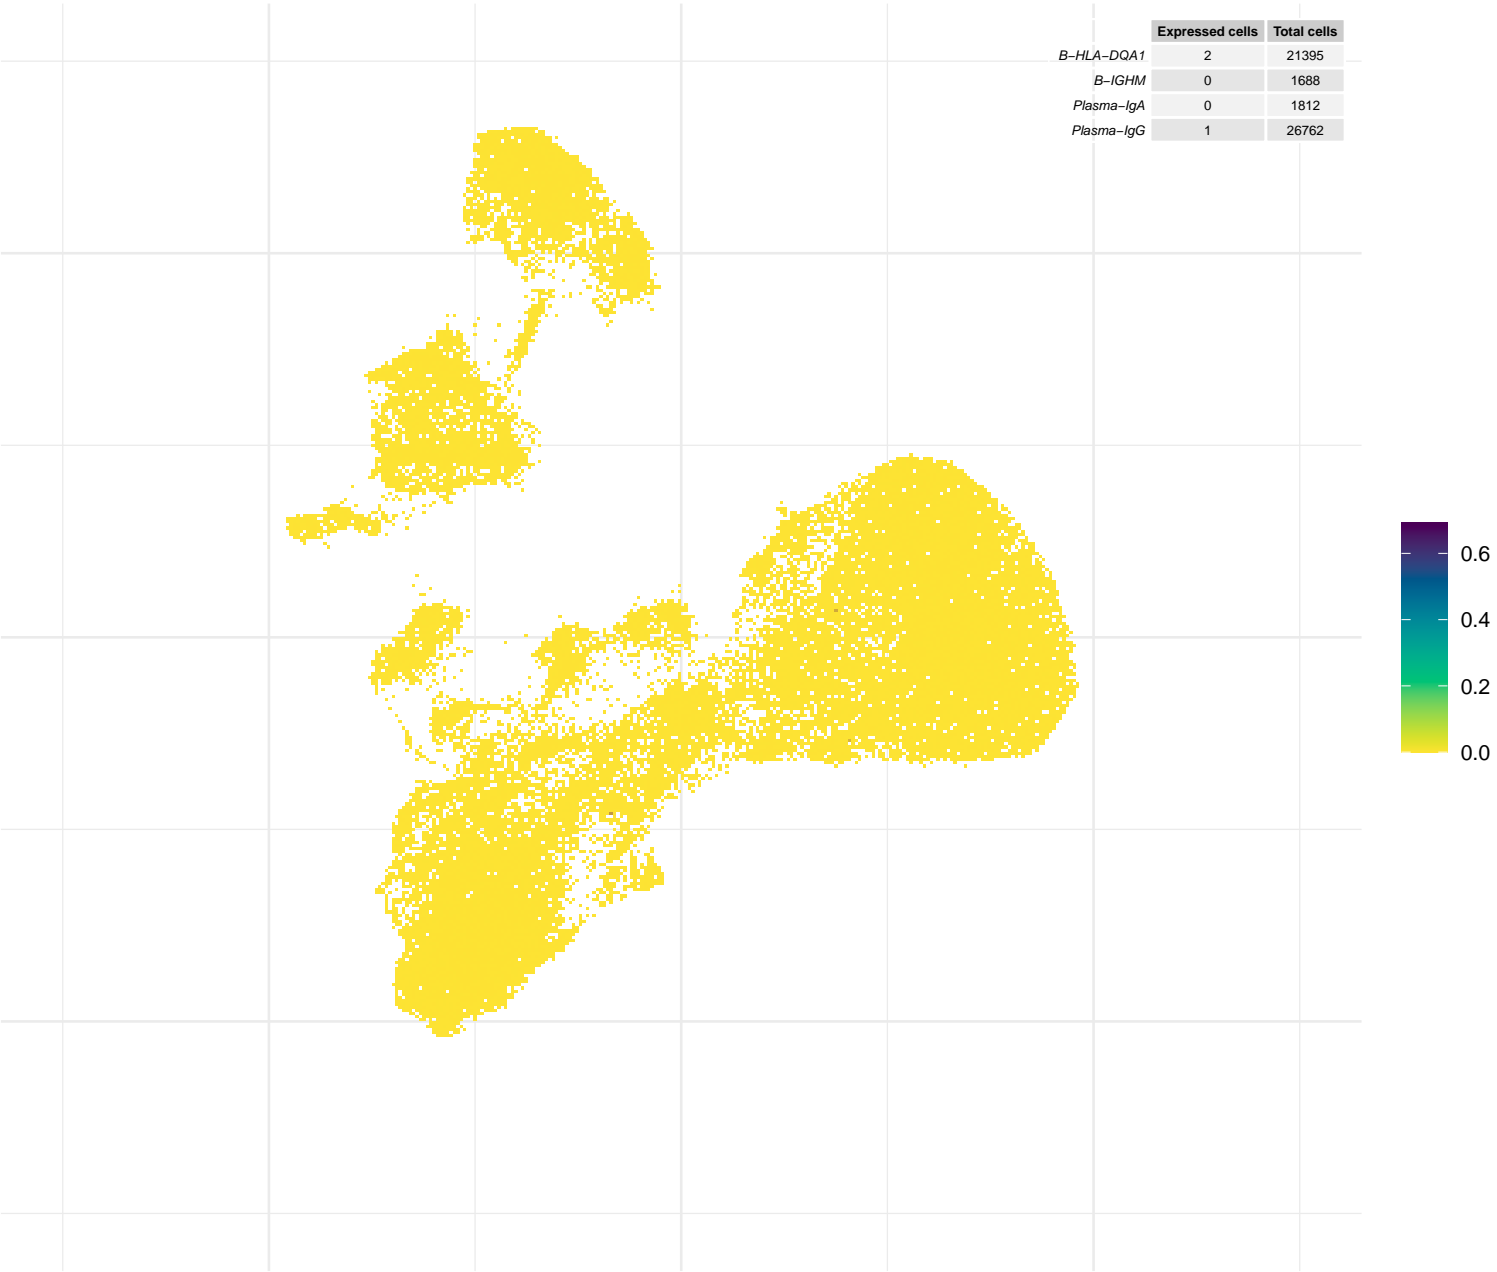 Expressed cells Total cells
B−HLA−DQA1 2 21395
B−IGHM 0 1688
Plasma−IgA 0 1812
Plasma−IgG 1 26762
0.6
0.4
0.2
0.0